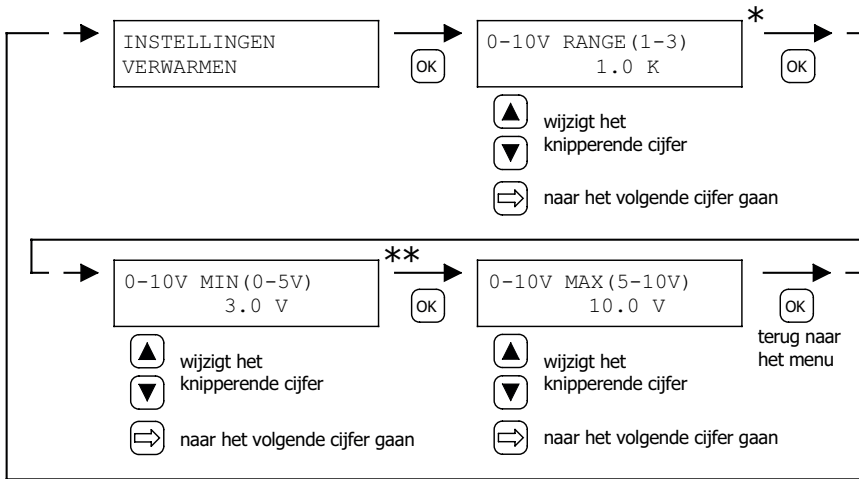 INSTELLINGEN
VERWARMEN
OK
0-10V RANGE(1-3)
1.0 K
*
OK
wijzigt het
knipperende cijfer
naar het volgende cijfer gaan
0-10V MIN(0-5V)
3.0 V
**
OK
0-10V MAX(5-10V)
10.0 V
OK
terug naar
het menu
wijzigt het
knipperende cijfer
naar het volgende cijfer gaan
wijzigt het
knipperende cijfer
naar het volgende cijfer gaan